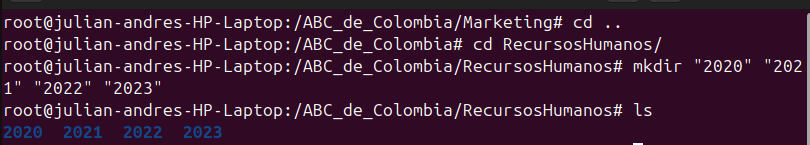 root@julian-andres-HP-Laptop:/ABC_de_Colombia/Marketing# cd ..
root@julian-andres-HP-Laptop:/ABC_de_Colombia# cd RecursosHumanos/
root@julian-andres-HP-Laptop:/ABC_de_Colombia/RecursosHumanos# mkdir "2020" "202
1" "2022" "2023"
root@julian-andres-HP-Laptop:/ABC_de_Colombia/RecursosHumanos# ls
2020  2021  2022  2023